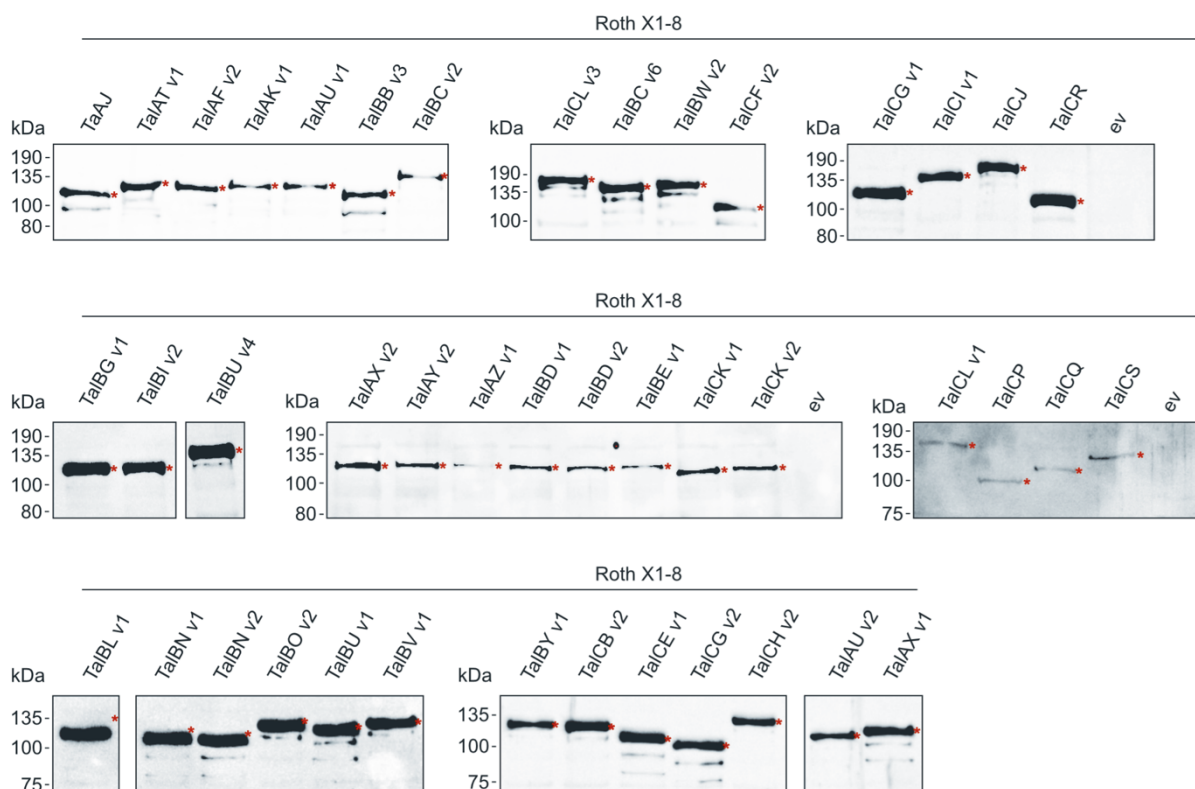 Roth X1-8
TaAJ TalAT v1 TalAF v2 TalAK v1 TalAU v1 TalBB v3 TalBC v2
TalCL v3 TalBC v6 TalBW v2 TalCF v2
TalCG v1 TalCI v1 TalCJ TalCR ev
kDa kDa kDa
190- 190- 190-
135- 135- 135-
100- 100- 100-
80- 80-
* * * * * * * * * * * * * * *
Roth X1-8
TalBG v1 TalBI v2 TalBU v4
TalAX v2 TalAY v2 TalAZ v1 TalBD v1 TalBD v2 TalBE v1 TalCK v1 TalCK v2 ev
TalCL v1 TalCP TalCQ TalCS ev
kDa kDa kDa
190- 190- 190-
135- 135- 135-
100- 100- 100-
80- 80- 75-
* * * * * * * * * * * * * * *
Roth X1-8
TalBL v1 TalBN v1 TalBN v2 TalBO v2 TalBU v1 TalBV v1
TalBY v1 TalCB v2 TalCE v1 TalCG v2 TalCH v2 TalAU v2 TalAX v1
kDa kDa
135- 135-
100- 100-
75- 75-
* * * * * * * * * * * * *